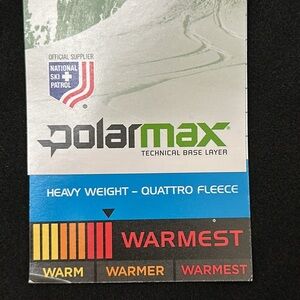 OFFICIAL SUPPLIER
NATIONAL
SKI
PATROL
®
polarmax®
TECHNICAL BASE LAYER
HEAVY WEIGHT – QUATTRO FLEECE
WARMEST
WARM WARMER WARMEST